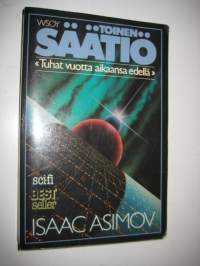 WSOY
TOINEN
SÄÄTIÖ
«Tuhat vuotta aikaansa edellä»
scifi
BEST
seller
ISAAC ASIMOV